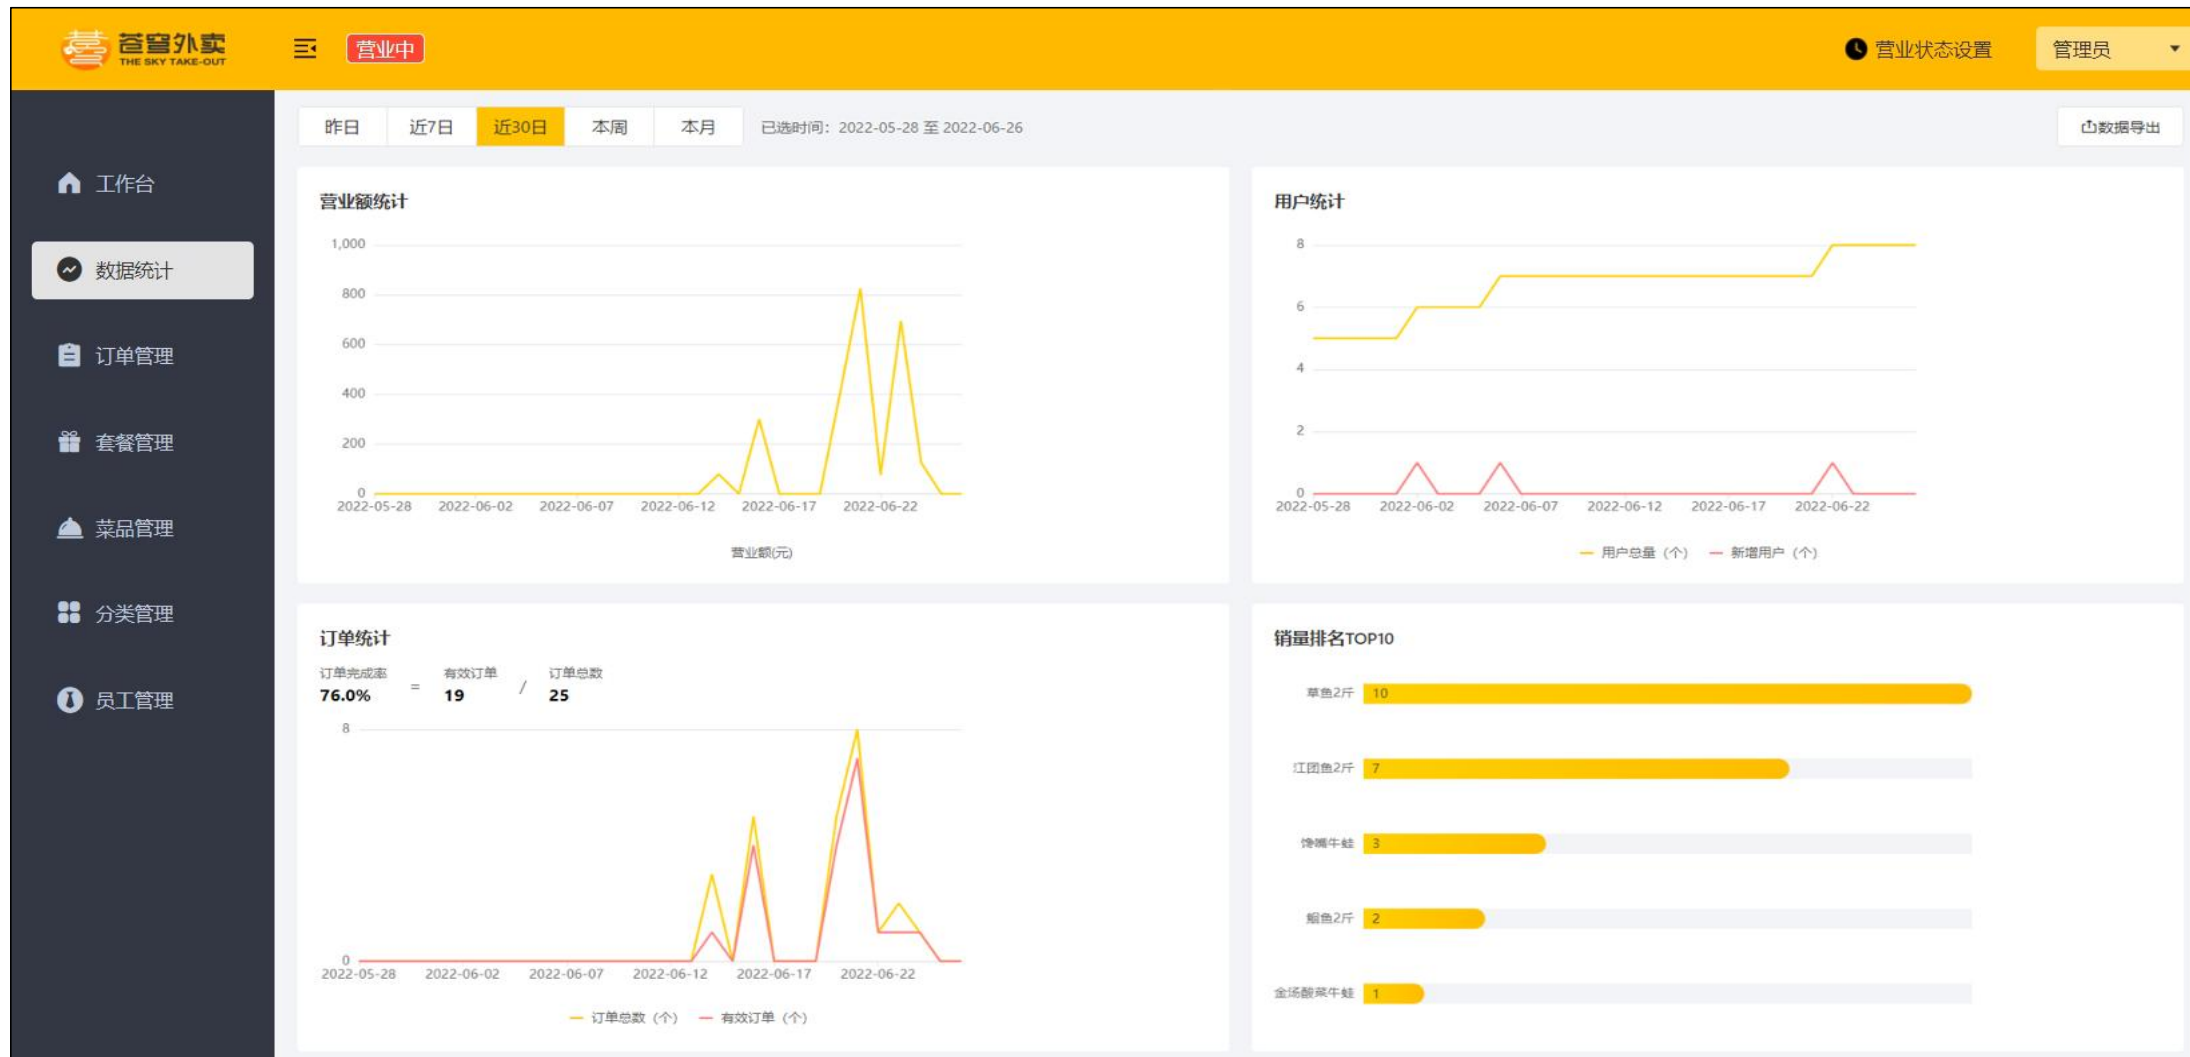 苍穹外卖
THE SKY TAKE-OUT
营业中
营业状态设置
管理员
工作台
数据统计
订单管理
套餐管理
菜品管理
分类管理
员工管理
昨日 近7日 近30日 本周 本月 已选时间：2022-05-28 至 2022-06-26
数据导出
营业额统计
1,000
800
600
400
200
0
2022-05-28 2022-06-02 2022-06-07 2022-06-12 2022-06-17 2022-06-22
营业额(元)
用户统计
8
6
4
2
0
2022-05-28 2022-06-02 2022-06-07 2022-06-12 2022-06-17 2022-06-22
用户总量（个） 新增用户（个）
订单统计
订单完成率 有效订单 订单总数
76.0% = 19 / 25
8
0
2022-05-28 2022-06-02 2022-06-07 2022-06-12 2022-06-17 2022-06-22
订单总数（个） 有效订单（个）
销量排名TOP10
草鱼2斤 10
江团鱼2斤 7
馋嘴牛蛙 3
鮰鱼2斤 2
金汤酸菜牛蛙 1